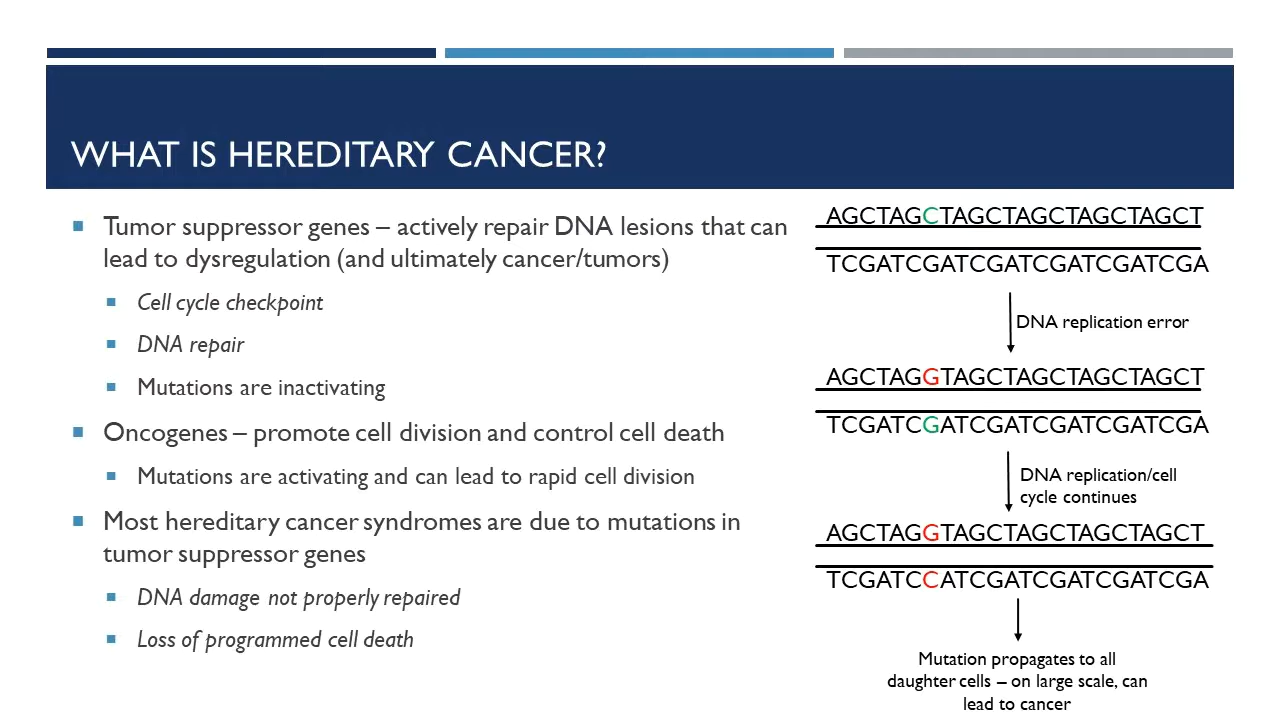 WHAT IS HEREDITARY CANCER?
Tumor suppressor genes – actively repair DNA lesions that can
lead to dysregulation (and ultimately cancer/tumors)
Cell cycle checkpoint
DNA repair
Mutations are inactivating
Oncogenes – promote cell division and control cell death
Mutations are activating and can lead to rapid cell division
Most hereditary cancer syndromes are due to mutations in
tumor suppressor genes
DNA damage not properly repaired
Loss of programmed cell death
AGCTAGCTAGCTAGCTAGCTAGCT
TCGATCGATCGATCGATCGATCGA
DNA replication error
AGCTAGGTAGCTAGCTAGCTAGCT
TCGATCGATCGATCGATCGATCGA
DNA replication/cell
cycle continues
AGCTAGGTAGCTAGCTAGCTAGCT
TCGATCCATCGATCGATCGATCGA
Mutation propagates to all
daughter cells – on large scale, can
lead to cancer